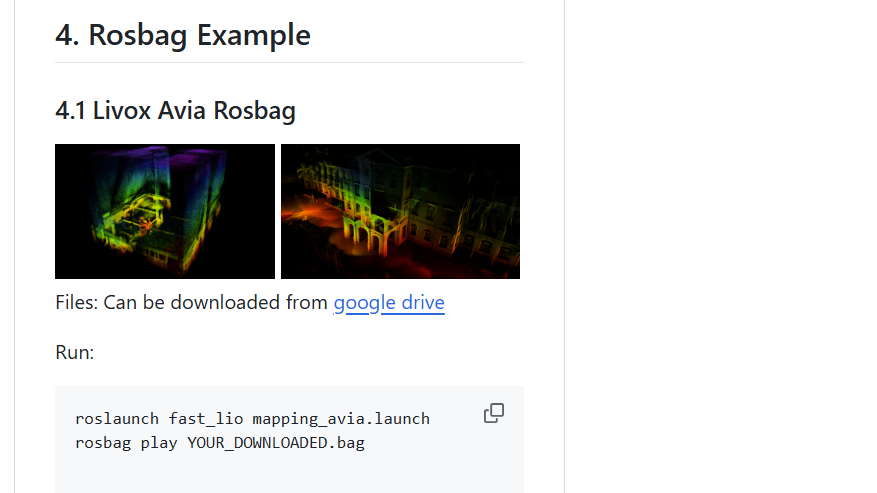 4. Rosbag Example
4.1 Livox Avia Rosbag
Files: Can be downloaded from google drive
Run:
roslaunch fast_lio mapping_avia.launch
rosbag play YOUR_DOWNLOADED.bag